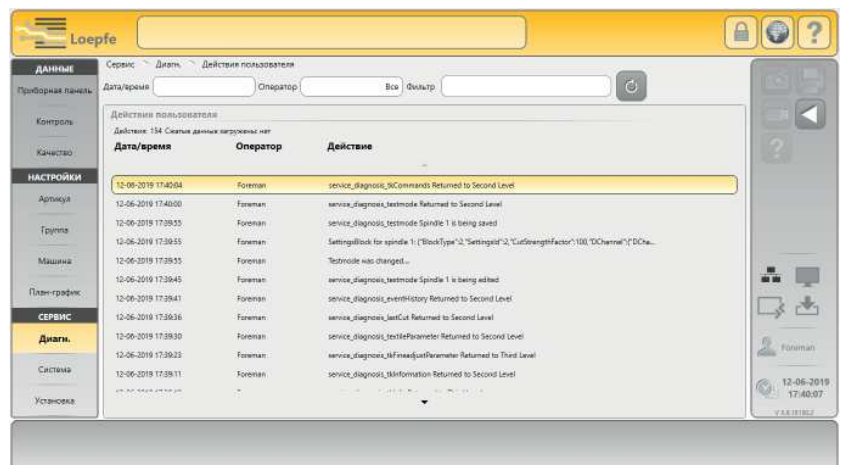 Loepfe
?
ДАННЫЕ
Приборная панель
Контроль
Качество
НАСТРОЙКИ
Артикул
Группа
Машина
План-график
СЕРВИС
Диагн.
Система
Установка
Сервис Диагн. Действия пользователя
Дата/время Оператор Все Фильтр
Действия пользователя
Действия: 154 Сжатые данные загружены: нет
Дата/время Оператор Действие
12-06-2019 17:40:04 Foreman service_diagnosis_tkCommands Returned to Second Level
12-06-2019 17:40:00 Foreman service_diagnosis_testmode Returned to Second Level
12-06-2019 17:39:55 Foreman service_diagnosis_testmode Spindle 1 is being saved
12-06-2019 17:39:55 Foreman SettingsBlock for spindle 1: {"BlockType":2,"SettingsId":2,"CutStrengthFactor":100,"DChannel":{"DCha...
12-06-2019 17:39:55 Foreman Testmode was changed...
12-06-2019 17:39:45 Foreman service_diagnosis_testmode Spindle 1 is being edited
12-06-2019 17:39:41 Foreman service_diagnosis_eventHistory Returned to Second Level
12-06-2019 17:39:36 Foreman service_diagnosis_lastCut Returned to Second Level
12-06-2019 17:39:30 Foreman service_diagnosis_textileParameter Returned to Second Level
12-06-2019 17:39:23 Foreman service_diagnosis_tkFineadjustParameter Returned to Third Level
12-06-2019 17:39:11 Foreman service_diagnosis_tkInformation Returned to Second Level
?
Foreman
12-06-2019
17:40:07